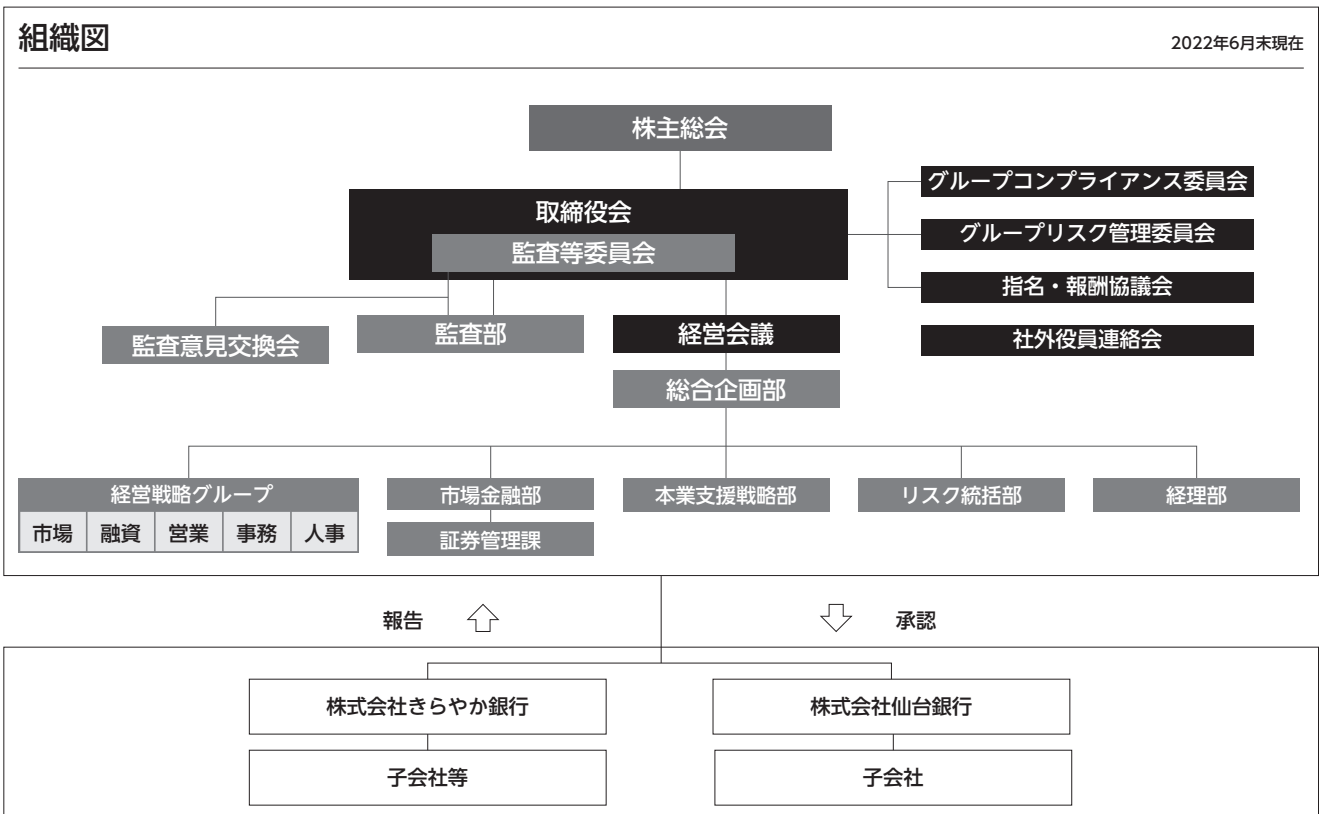 組織図
2022年6月末現在
株主総会
取締役会
監査等委員会
グループコンプライアンス委員会
グループリスク管理委員会
指名・報酬協議会
社外役員連絡会
監査意見交換会
監査部
経営会議
総合企画部
経営戦略グループ
市場 融資 営業 事務 人事
市場金融部
証券管理課
本業支援戦略部
リスク統括部
経理部
報告
承認
株式会社きらやか銀行
株式会社仙台銀行
子会社等
子会社